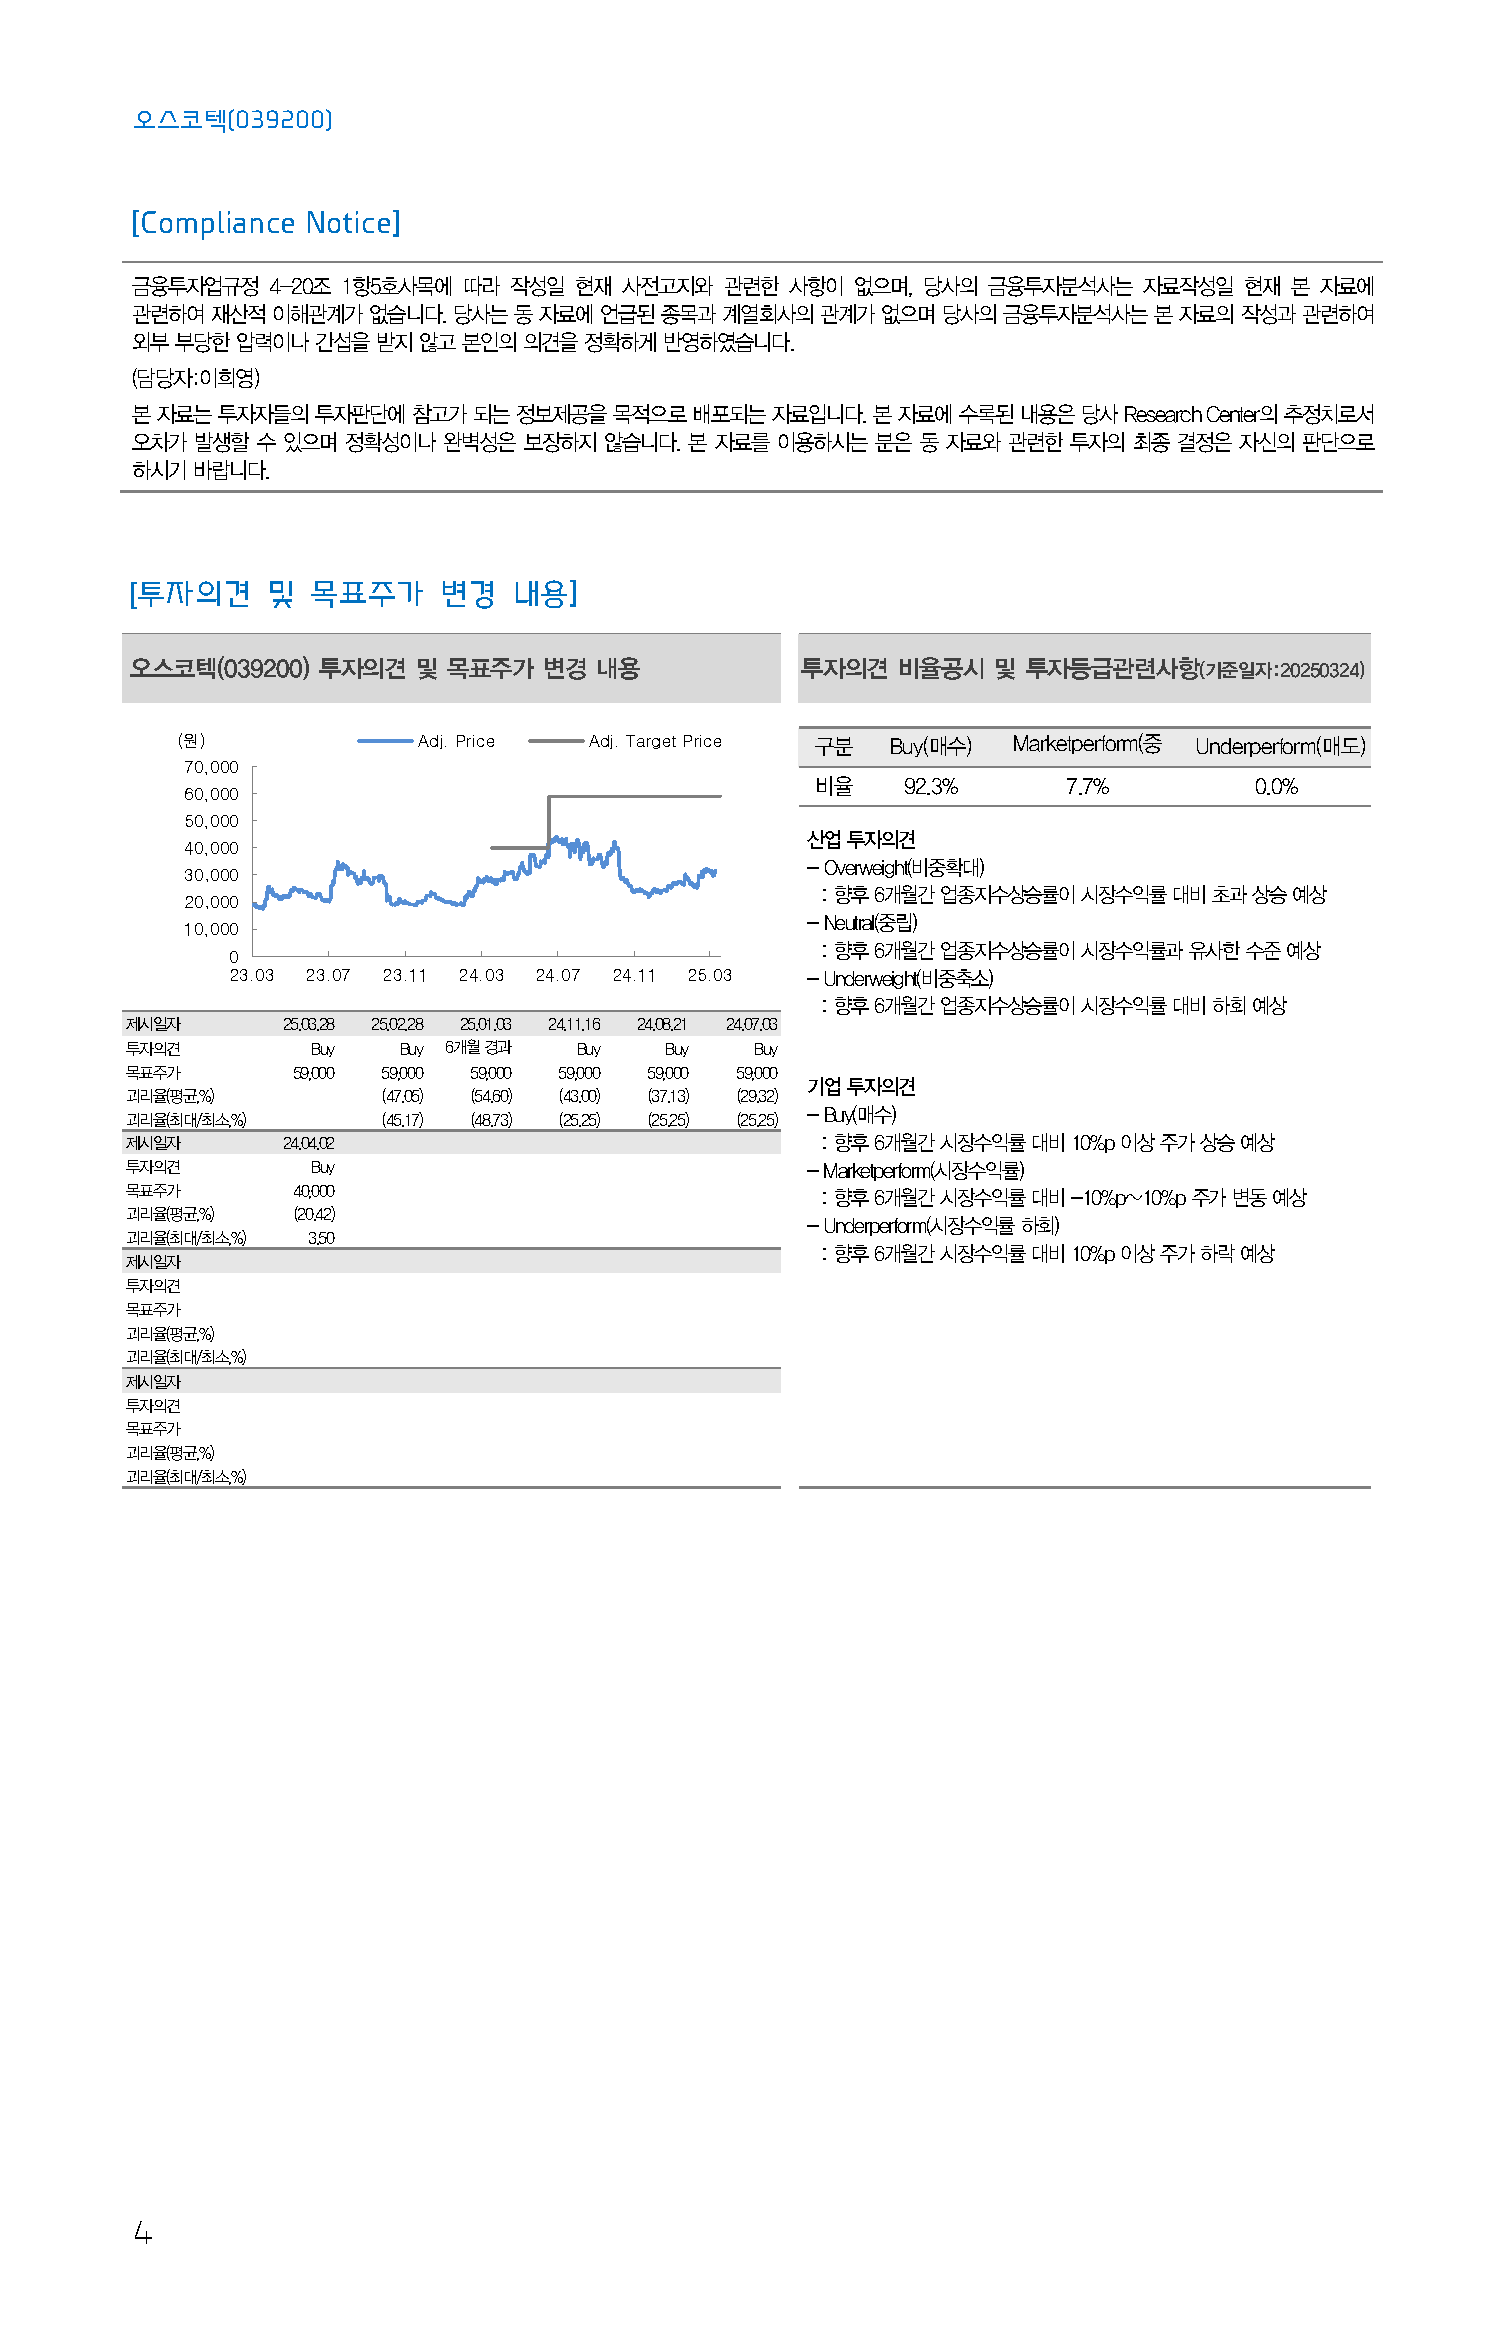 오스코텍(039200)
[Compliance Notice]
금융투자업규정 4-20조 1항5호사목에 따라 작성일 현재 사전고지와 관련한 사항이 없으며, 당사의 금융투자분석사는 자료작성일 현재 본 자료에
관련하여 재산적 이해관계가 없습니다. 당사는 동 자료에 언급된 종목과 계열회사의 관계가 없으며 당사의 금융투자분석사는 본 자료의 작성과 관련하여
외부 부당한 압력이나 간섭을 받지 않고 본인의 의견을 정확하게 반영하였습니다.
(담당자:이희영)
본 자료는 투자자들의 투자판단에 참고가 되는 정보제공을 목적으로 배포되는 자료입니다. 본 자료에 수록된 내용은 당사 Research Center의 추정치로서
오차가 발생할 수 있으며 정확성이나 완벽성은 보장하지 않습니다. 본 자료를 이용하시는 분은 동 자료와 관련한 투자의 최종 결정은 자신의 판단으로
하시기 바랍니다.
[투자의견 및 목표주가 변경 내용]
오스코텍(039200) 투자의견 및 목표주가 변경 내용
(원) Adj. Price Adj. Target Price
70,000
60,000
50,000
40,000
30,000
20,000
10,000
0
23.03 23.07 23.11 24.03 24.07 24.11 25.03
제시일자 25.03.28 25.02.28 25.01.03 24.11.16 24.08.21 24.07.03
투자의견 Buy Buy 6개월 경과 Buy Buy Buy
목표주가 59,000 59,000 59,000 59,000 59,000 59,000
괴리율(평균,%) (47.05) (54.60) (43.00) (37.13) (29.32)
괴리율(최대/최소,%) (45.17) (48.73) (25.25) (25.25) (25.25)
제시일자 24.04.02
투자의견 Buy
목표주가 40,000
괴리율(평균,%) (20.42)
괴리율(최대/최소,%) 3.50
제시일자
투자의견
목표주가
괴리율(평균,%)
괴리율(최대/최소,%)
제시일자
투자의견
목표주가
괴리율(평균,%)
괴리율(최대/최소,%)
투자의견 비율공시 및 투자등급관련사항(기준일자:20250324)
구분 Buy(매수) Marketperform(중 Underperform(매도)
비율 92.3% 7.7% 0.0%
산업 투자의견
- Overweight(비중확대)
: 향후 6개월간 업종지수상승률이 시장수익률 대비 초과 상승 예상
- Neutral(중립)
: 향후 6개월간 업종지수상승률이 시장수익률과 유사한 수준 예상
- Underweight(비중축소)
: 향후 6개월간 업종지수상승률이 시장수익률 대비 하회 예상
기업 투자의견
- Buy(매수)
: 향후 6개월간 시장수익률 대비 10%p 이상 주가 상승 예상
- Marketperform(시장수익률)
: 향후 6개월간 시장수익률 대비 -10%p~10%p 주가 변동 예상
- Underperform(시장수익률 하회)
: 향후 6개월간 시장수익률 대비 10%p 이상 주가 하락 예상
4